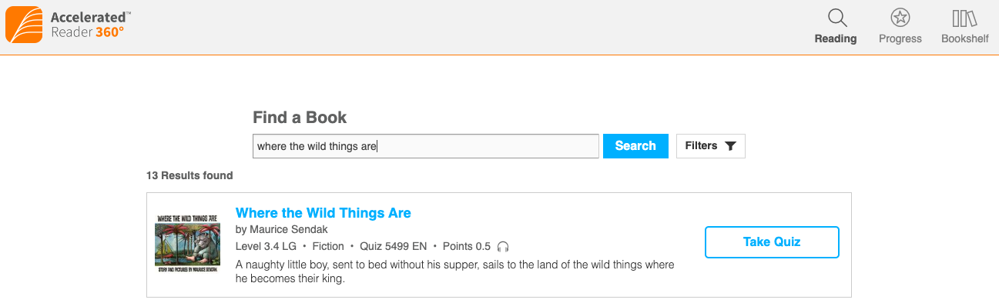 Accelerated™
Reader 360°
Reading
Progress
Bookshelf
Find a Book
where the wild things are
Search
Filters
13 Results found
WHERE THE WILD THINGS ARE
STORY AND PICTURES BY MAURICE SENDAK
Where the Wild Things Are
by Maurice Sendak
Level 3.4 LG • Fiction • Quiz 5499 EN • Points 0.5
A naughty little boy, sent to bed without his supper, sails to the land of the wild things where
he becomes their king.
Take Quiz